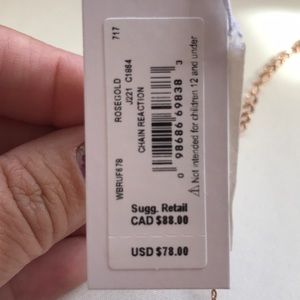 717
ROSEGOLD
J221 C1864
CHAIN REACTION
WBRUF678
0 98686 69838 3
⚠ Not intended for children 12 and under
Sugg. Retail
CAD $88.00
USD $78.00